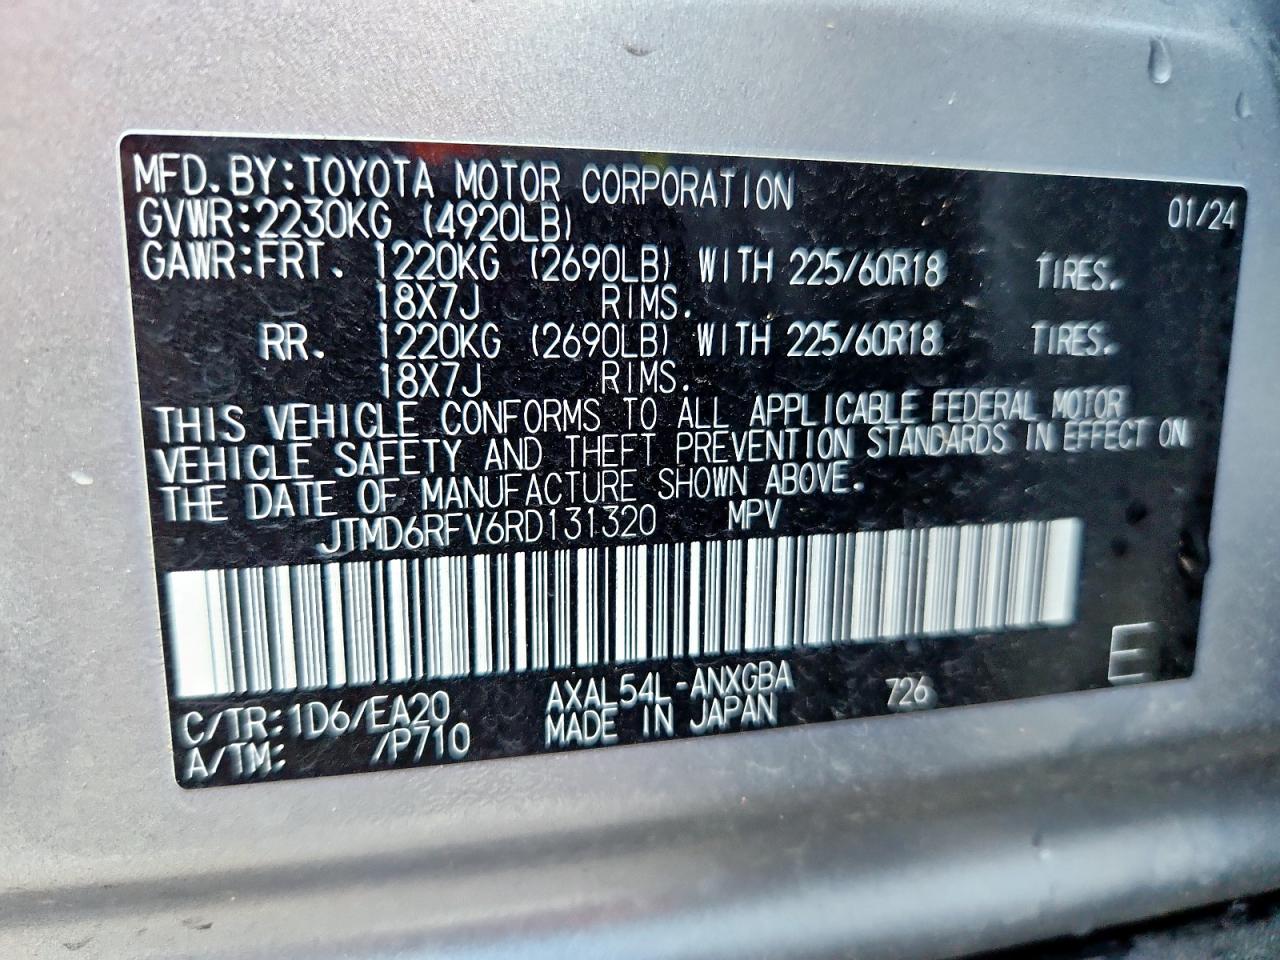 MFD.BY:TOYOTA MOTOR CORPORATION 01/24
GVWR:2230KG (4920LB)
GAWR:FRT. 1220KG (2690LB) WITH 225/60R18 TIRES.
18X7J RIMS.
RR. 1220KG (2690LB) WITH 225/60R18 TIRES.
18X7J RIMS.
THIS VEHICLE CONFORMS TO ALL APPLICABLE FEDERAL MOTOR
VEHICLE SAFETY AND THEFT PREVENTION STANDARDS IN EFFECT ON
THE DATE OF MANUFACTURE SHOWN ABOVE.
JTMD6RFV6RD131320 MPV
E
C/TR:1D6/EA20 AXAL54L-ANXGBA 726
A/TM: /P710 MADE IN JAPAN